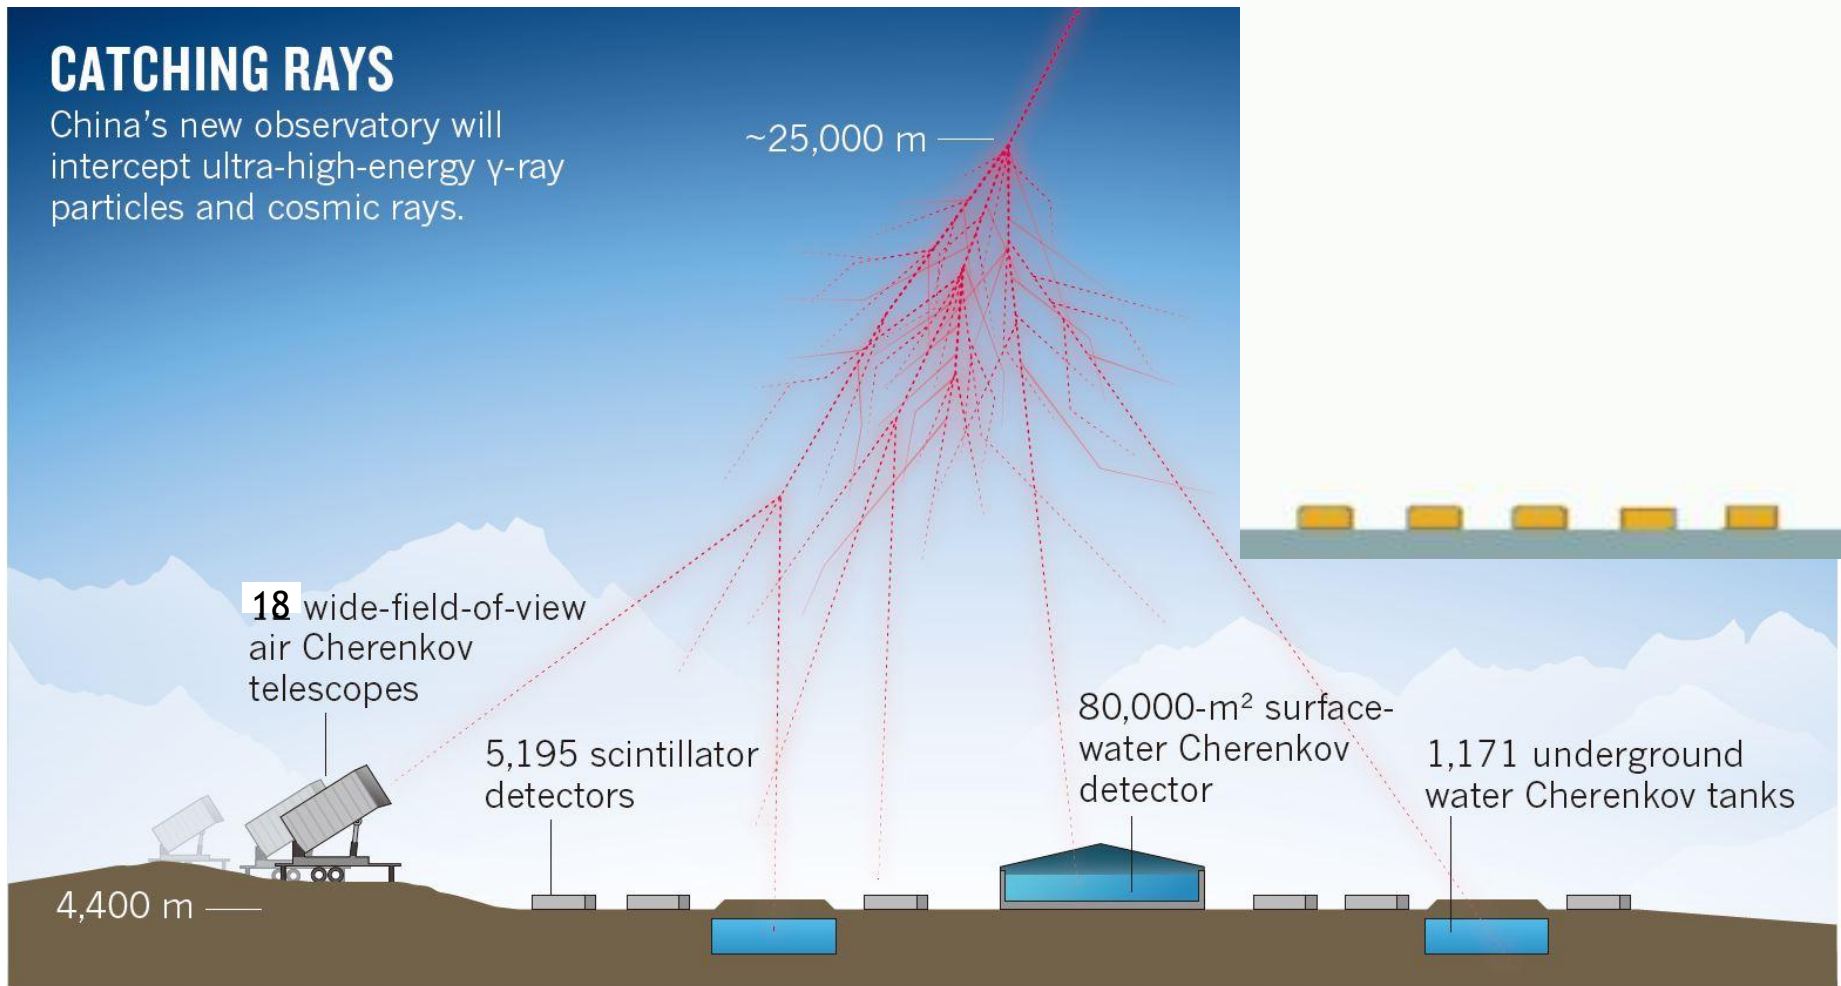 CATCHING RAYS
China's new observatory will
intercept ultra-high-energy γ-ray
particles and cosmic rays.
~25,000 m
18 wide-field-of-view
air Cherenkov
telescopes
5,195 scintillator
detectors
80,000-m² surface-
water Cherenkov
detector
1,171 underground
water Cherenkov tanks
4,400 m